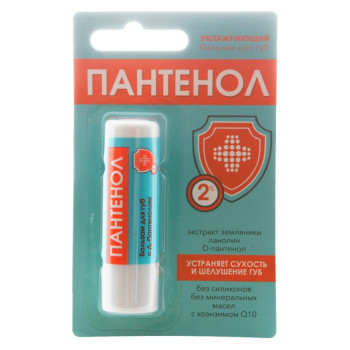 УВЛАЖНЯЮЩИЙ
бальзам для губ
ПАНТЕНОЛ
2%
экстракт земляники
ланолин
D-пантенол
УСТРАНЯЕТ СУХОСТЬ
И ШЕЛУШЕНИЕ ГУБ
без силиконов
без минеральных
масел
с коэнзимом Q10
ПАНТЕНОЛ
Бальзам для губ
с Д-Пантенолом